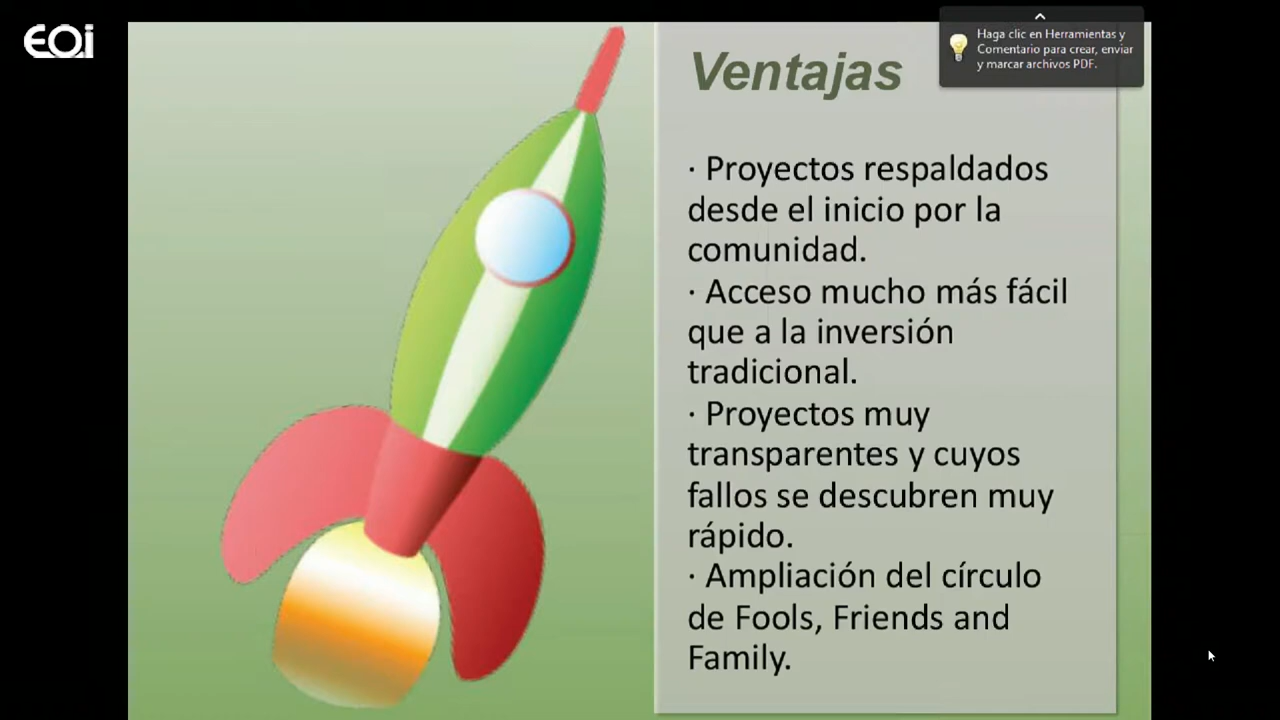 EOi
Ventajas
Haga clic en Herramientas y
Comentario para crear, enviar
y marcar archivos PDF.
· Proyectos respaldados
desde el inicio por la
comunidad.
· Acceso mucho más fácil
que a la inversión
tradicional.
· Proyectos muy
transparentes y cuyos
fallos se descubren muy
rápido.
· Ampliación del círculo
de Fools, Friends and
Family.